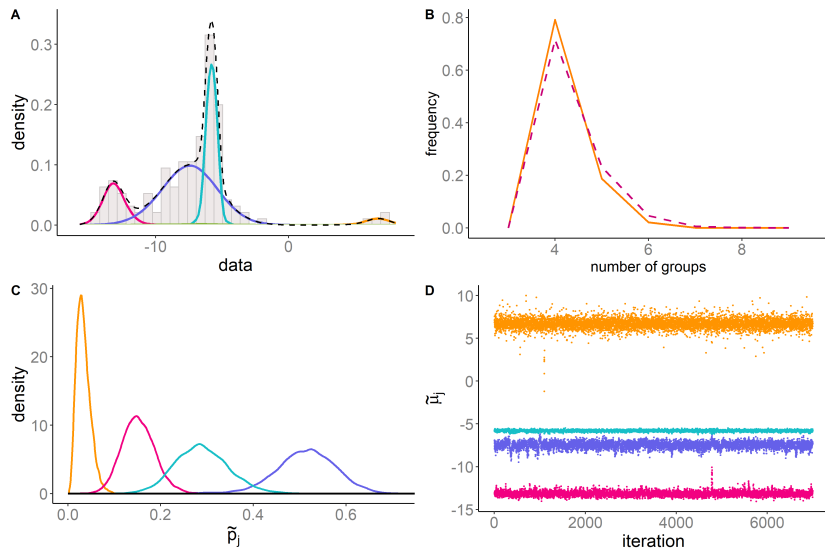 A
density
0.3
0.2
0.1
0.0
-10
0
data
B
frequency
0.8
0.6
0.4
0.2
0.0
4
6
8
number of groups
C
density
30
20
10
0
0.0
0.2
0.4
0.6
p̃j
D
μ̃j
10
5
0
-5
-10
-15
0
2000
4000
6000
iteration